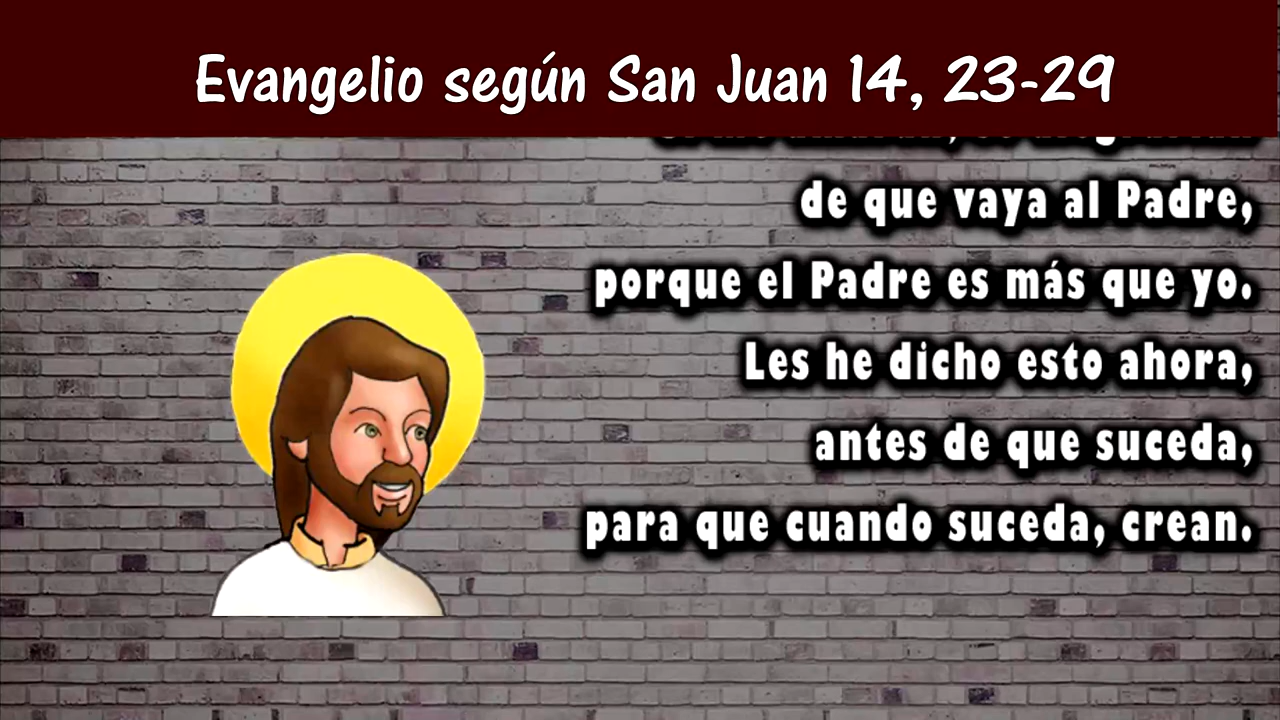 Evangelio según San Juan 14, 23-29
de que vaya al Padre,
porque el Padre es más que yo.
Les he dicho esto ahora,
antes de que suceda,
para que cuando suceda, crean.